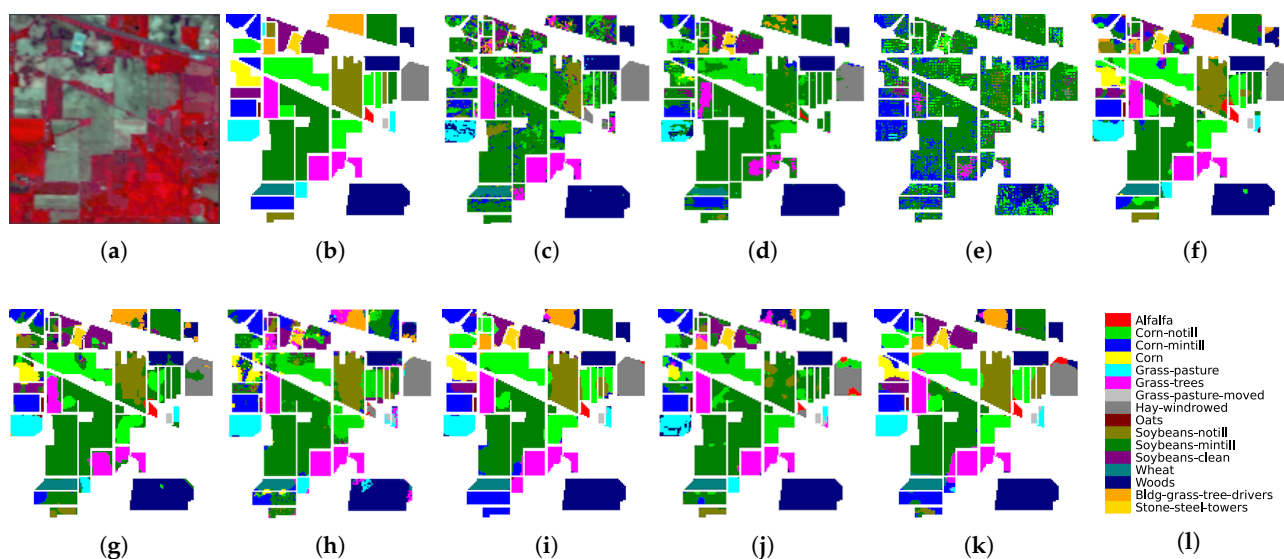 (a)
(b)
(c)
(d)
(e)
(f)
Alfalfa
Corn-notill
Corn-mintill
Corn
Grass-pasture
Grass-trees
Grass-pasture-moved
Hay-windrowed
Oats
Soybeans-notill
Soybeans-mintill
Soybeans-clean
Wheat
Woods
Bldg-grass-tree-drivers
Stone-steel-towers
(g)
(h)
(i)
(j)
(k)
(l)